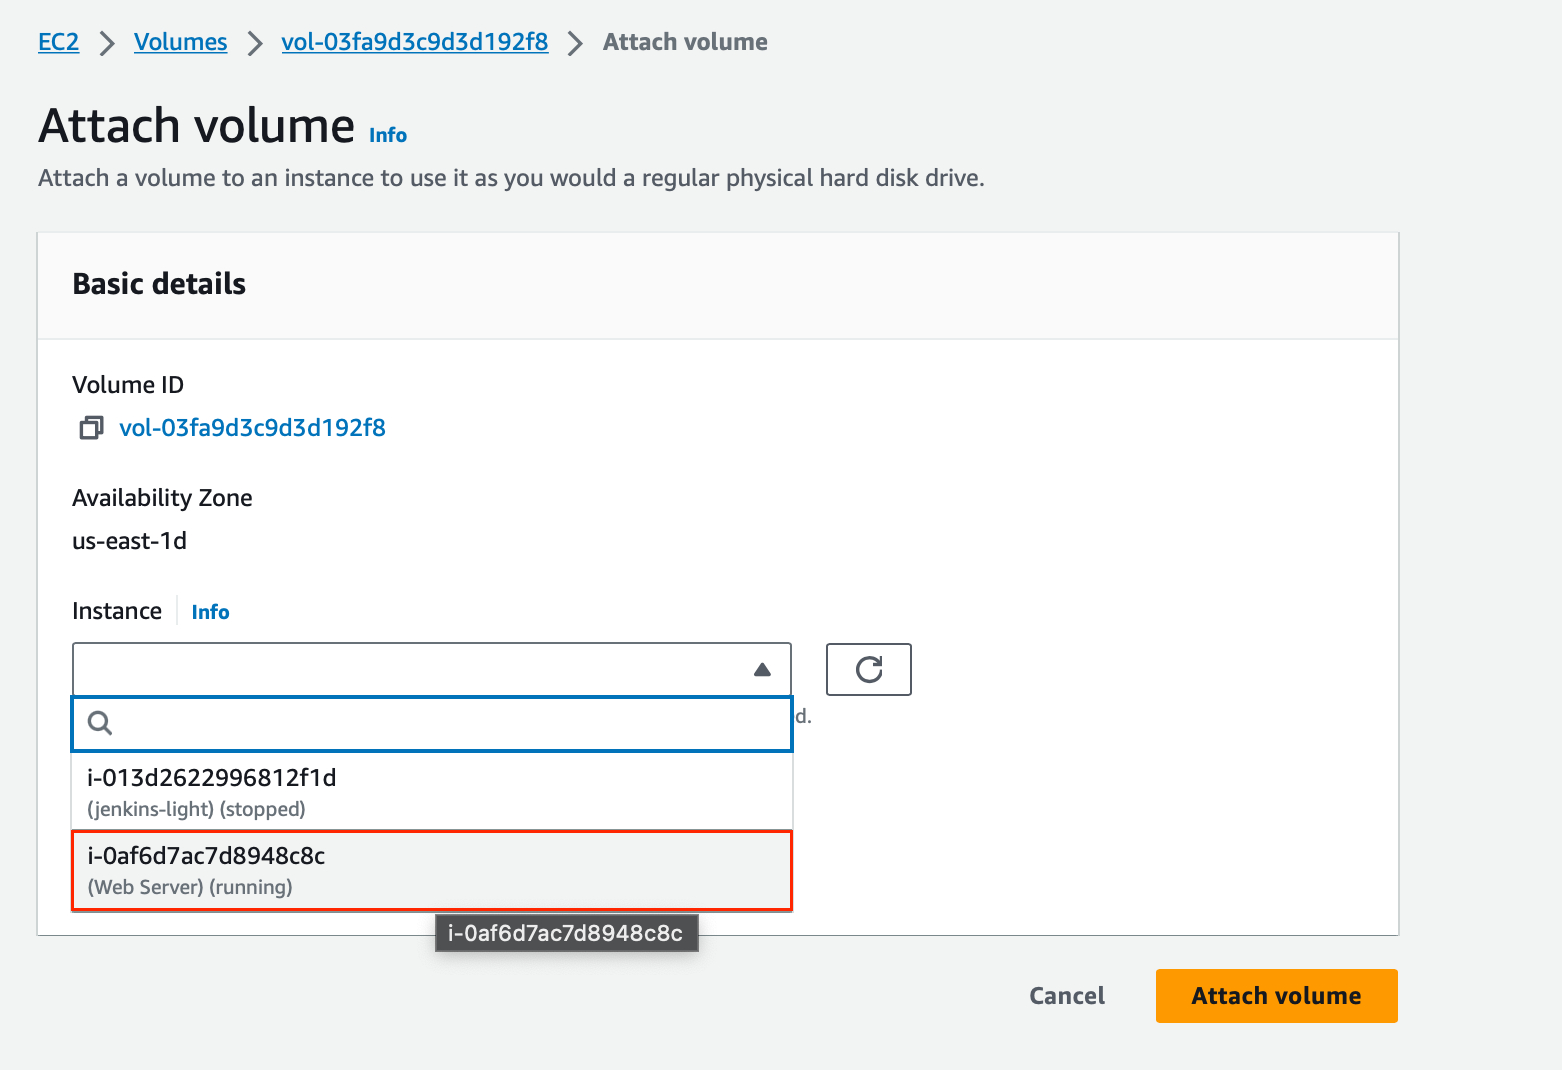 EC2 > Volumes > vol-03fa9d3c9d3d192f8 > Attach volume
Attach volume Info
Attach a volume to an instance to use it as you would a regular physical hard disk drive.
Basic details
Volume ID
vol-03fa9d3c9d3d192f8
Availability Zone
us-east-1d
Instance Info
d.
i-013d2622996812f1d
(jenkins-light) (stopped)
i-0af6d7ac7d8948c8c
(Web Server) (running)
i-0af6d7ac7d8948c8c
Cancel Attach volume